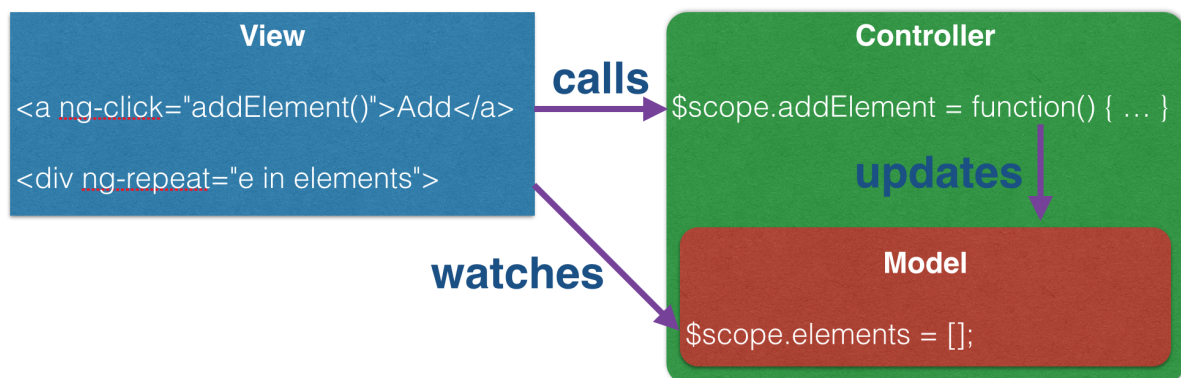 View
<a ng-click="addElement()">Add</a>
<div ng-repeat="e in elements">
calls
watches
Controller
$scope.addElement = function() { … }
updates
Model
$scope.elements = [];